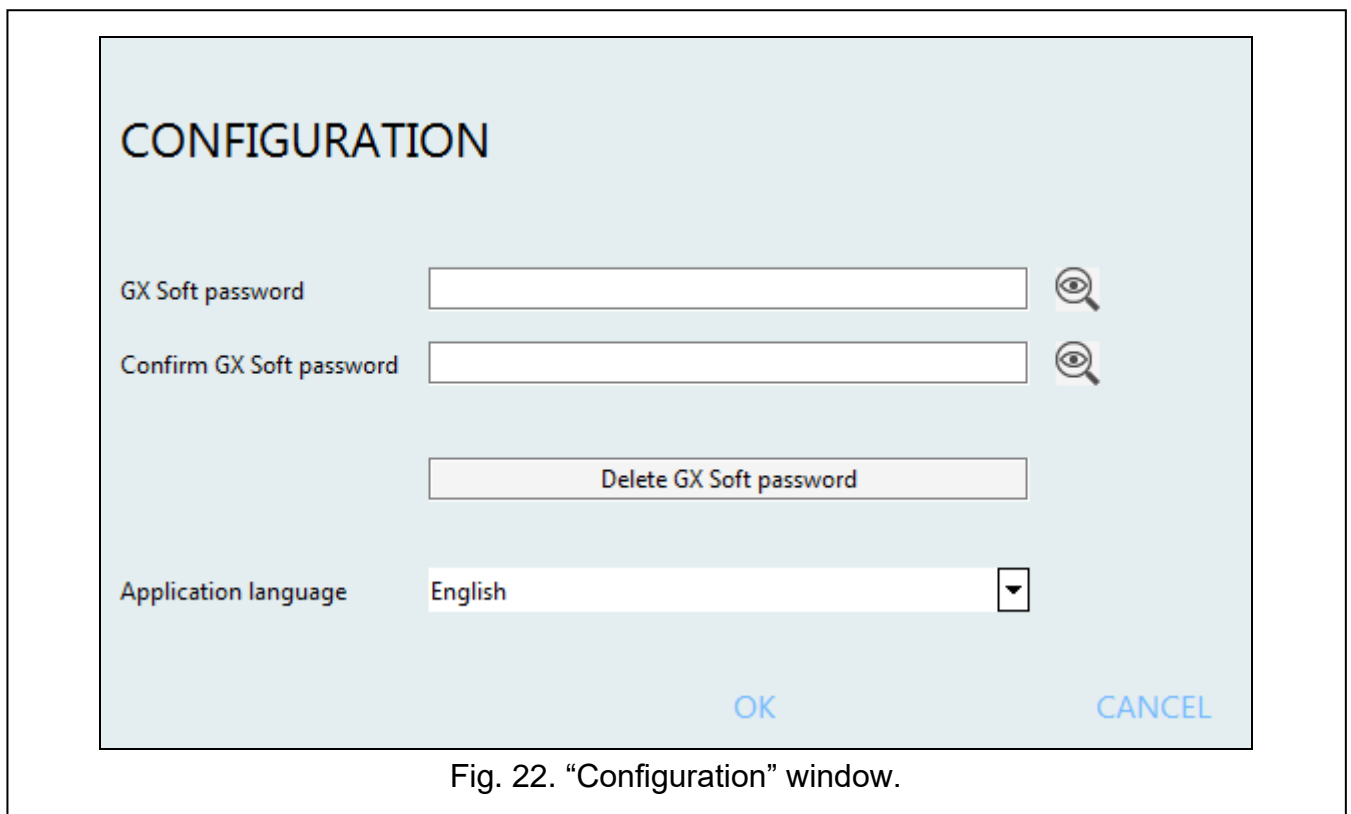 CONFIGURATION
GX Soft password
Confirm GX Soft password
Delete GX Soft password
Application language English
OK CANCEL
Fig. 22. “Configuration” window.